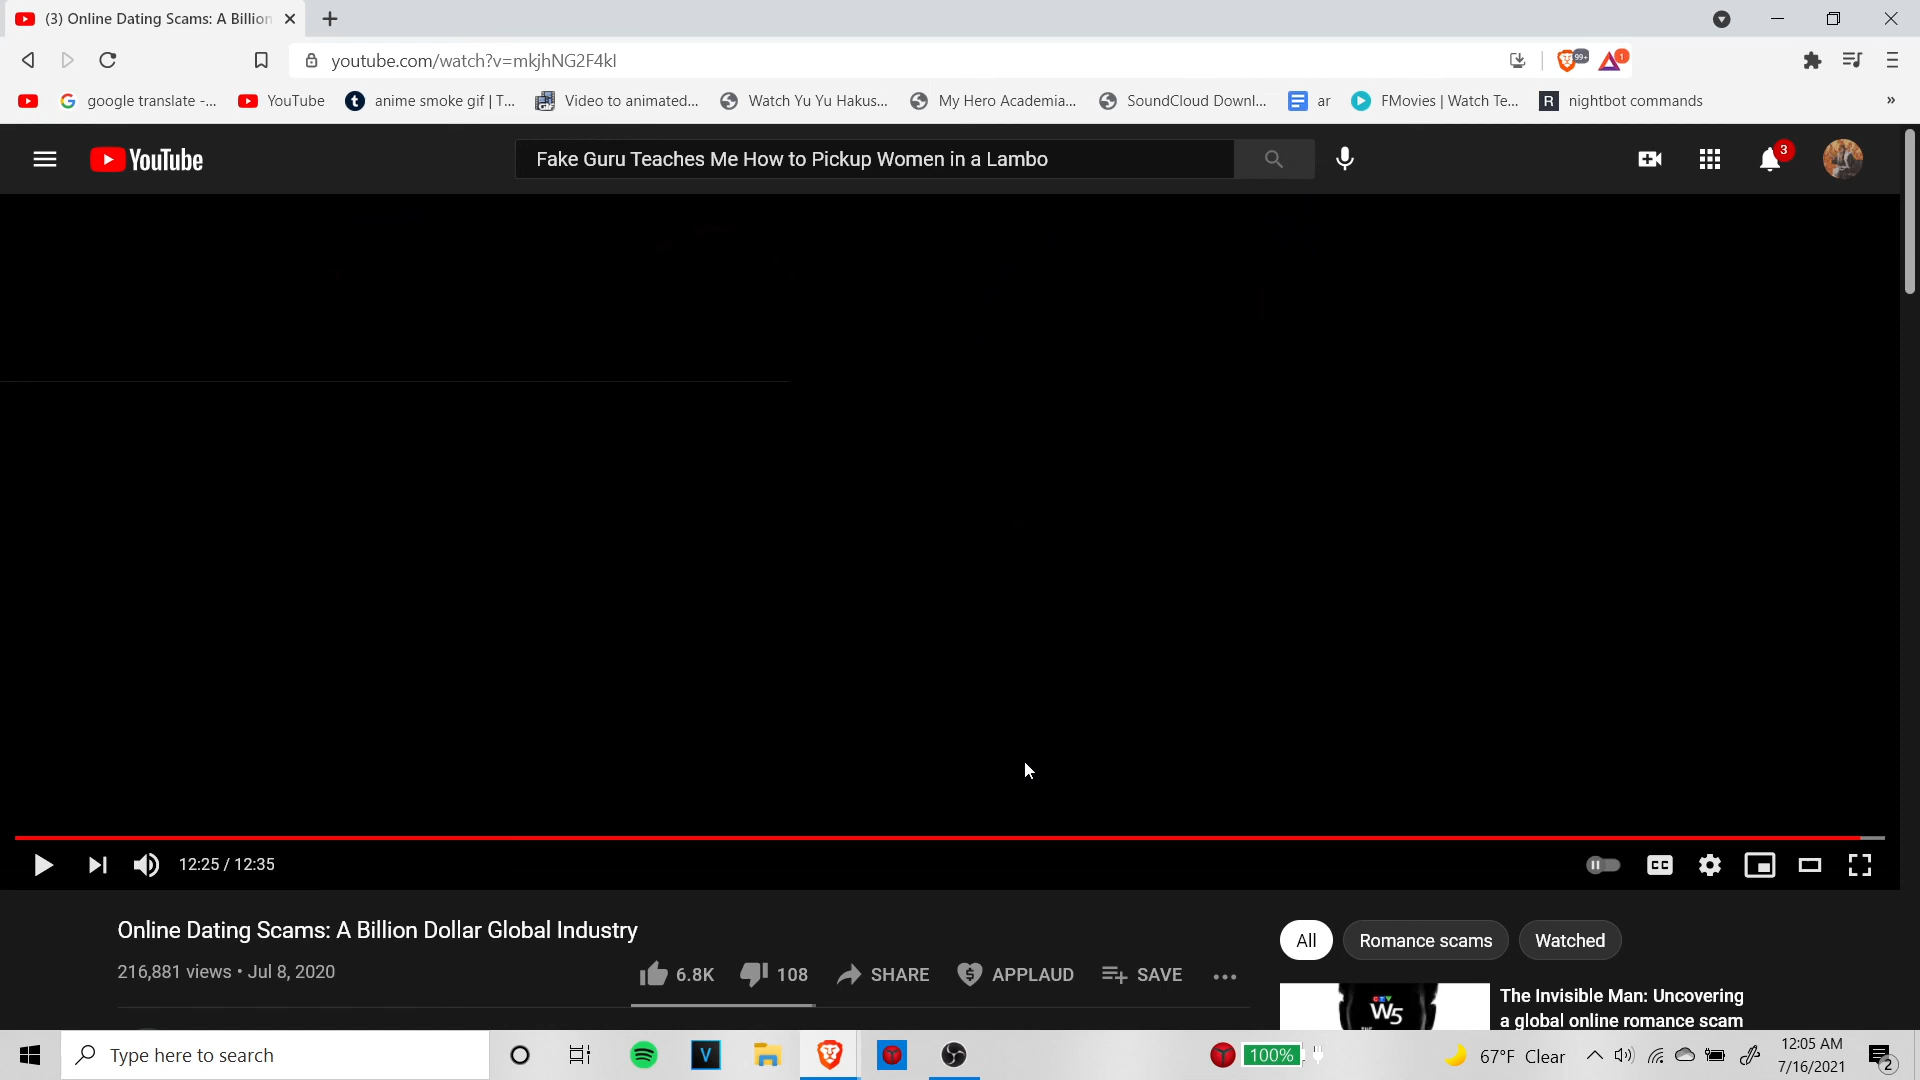 (3) Online Dating Scams: A Billion
youtube.com/watch?v=mkjhNG2F4kI
99+
1
google translate -...
YouTube
anime smoke gif | T...
Video to animated...
Watch Yu Yu Hakus...
My Hero Academia...
SoundCloud Downl...
ar
FMovies | Watch Te...
R
nightbot commands
»
YouTube
Fake Guru Teaches Me How to Pickup Women in a Lambo
3
12:25 / 12:35
CC
Online Dating Scams: A Billion Dollar Global Industry
216,881 views • Jul 8, 2020
6.8K
108
SHARE
APPLAUD
SAVE
...
All
Romance scams
Watched
CTV
W5
The Invisible Man: Uncovering
a global online romance scam
Type here to search
V
100%
67°F Clear
12:05 AM
7/16/2021
2